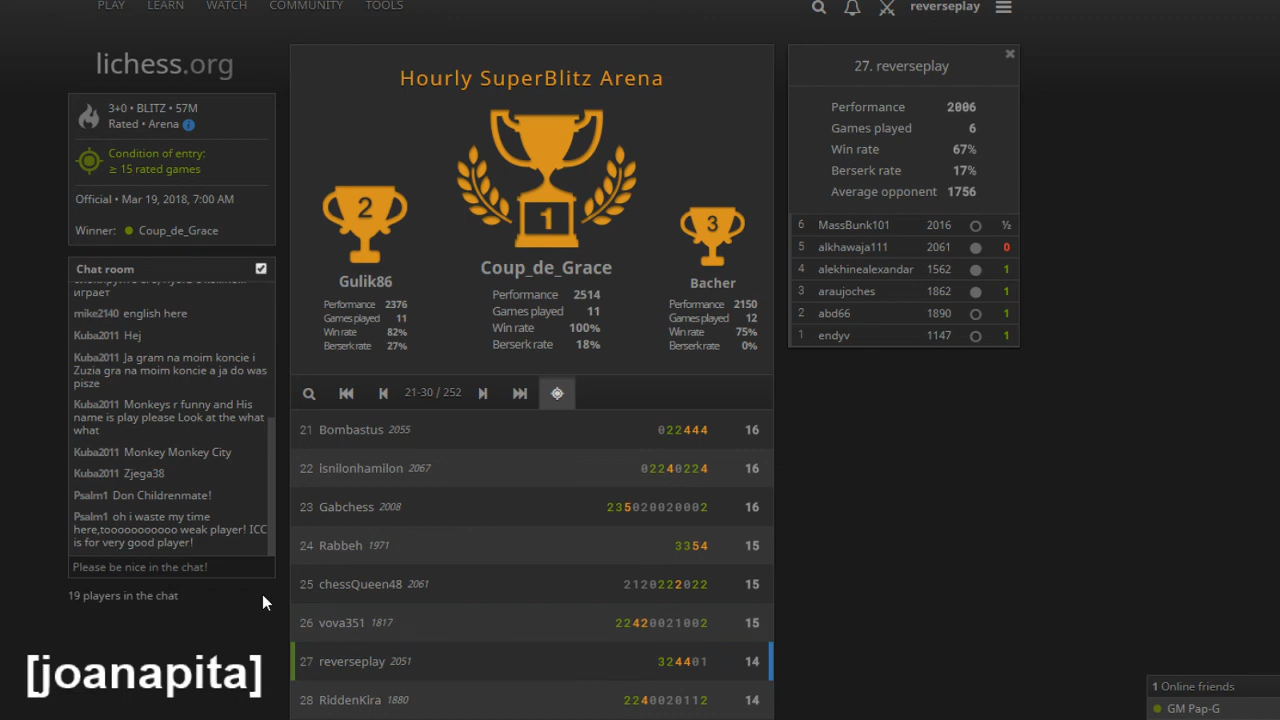 PLAY LEARN WATCH COMMUNITY TOOLS reverseplay
lichess.org
3+0 • BLITZ • 57M
Rated • Arena
Condition of entry:
≥ 15 rated games
Official • Mar 19, 2018, 7:00 AM
Winner: Coup_de_Grace
Chat room
играет
mike2140 english here
Kuba2011 Hej
Kuba2011 Ja gram na moim koncie i
Zuzia gra na moim koncie a ja do was
pisze
Kuba2011 Monkeys r funny and His
name is play please Look at the what
what
Kuba2011 Monkey Monkey City
Kuba2011 Zjega38
Psalm1 Don Childrenmate!
Psalm1 oh i waste my time
here,tooooooooooo weak player! ICC
is for very good player!
Please be nice in the chat!
19 players in the chat
[joanapita]
Hourly SuperBlitz Arena
2
Gulik86
Performance 2376
Games played 11
Win rate 82%
Berserk rate 27%
1
Coup_de_Grace
Performance 2514
Games played 11
Win rate 100%
Berserk rate 18%
3
Bacher
Performance 2150
Games played 12
Win rate 75%
Berserk rate 0%
21-30 / 252
21 Bombastus 2055 022444 16
22 isnilonhamilon 2067 02240224 16
23 Gabchess 2008 235020020002 16
24 Rabbeh 1971 3354 15
25 chessQueen48 2061 2120222022 15
26 vova351 1817 22420021002 15
27 reverseplay 2051 324401 14
28 RiddenKira 1880 2240020112 14
27. reverseplay
Performance 2006
Games played 6
Win rate 67%
Berserk rate 17%
Average opponent 1756
6 MassBunk101 2016 ½
5 alkhawaja111 2061 0
4 alekhinealexandar 1562 1
3 araujoches 1862 1
2 abd66 1890 1
1 endyv 1147 1
1 Online friends
GM Pap-G